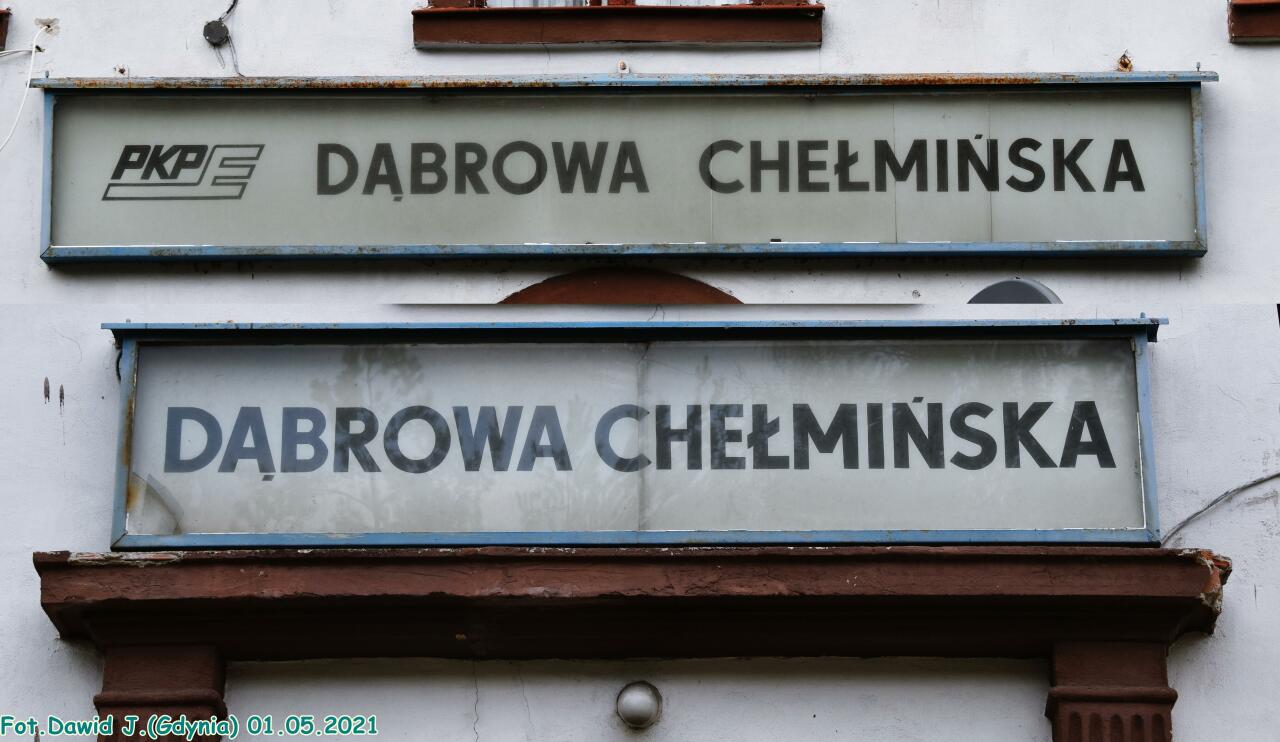 PKP E DĄBROWA CHEŁMIŃSKA
DĄBROWA CHEŁMIŃSKA
Fot.Dawid J.(Gdynia) 01.05.2021